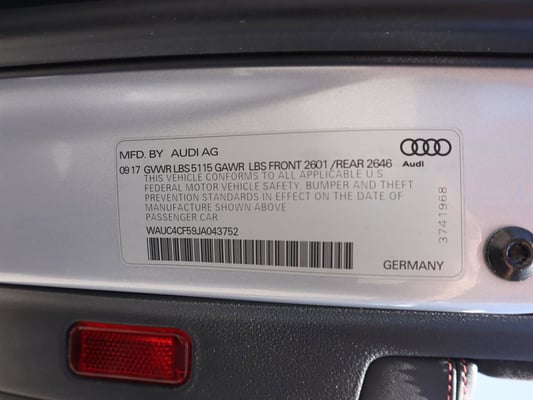 MFD. BY AUDI AG
Audi
09 17 GVWR LBS 5115 GAWR LBS FRONT 2601 /REAR 2646
THIS VEHICLE CONFORMS TO ALL APPLICABLE U S
FEDERAL MOTOR VEHICLE SAFETY, BUMPER AND THEFT
PREVENTION STANDARDS IN EFFECT ON THE DATE OF
MANUFACTURE SHOWN ABOVE
PASSENGER CAR
WAUC4CF59JA043752
3741968
GERMANY